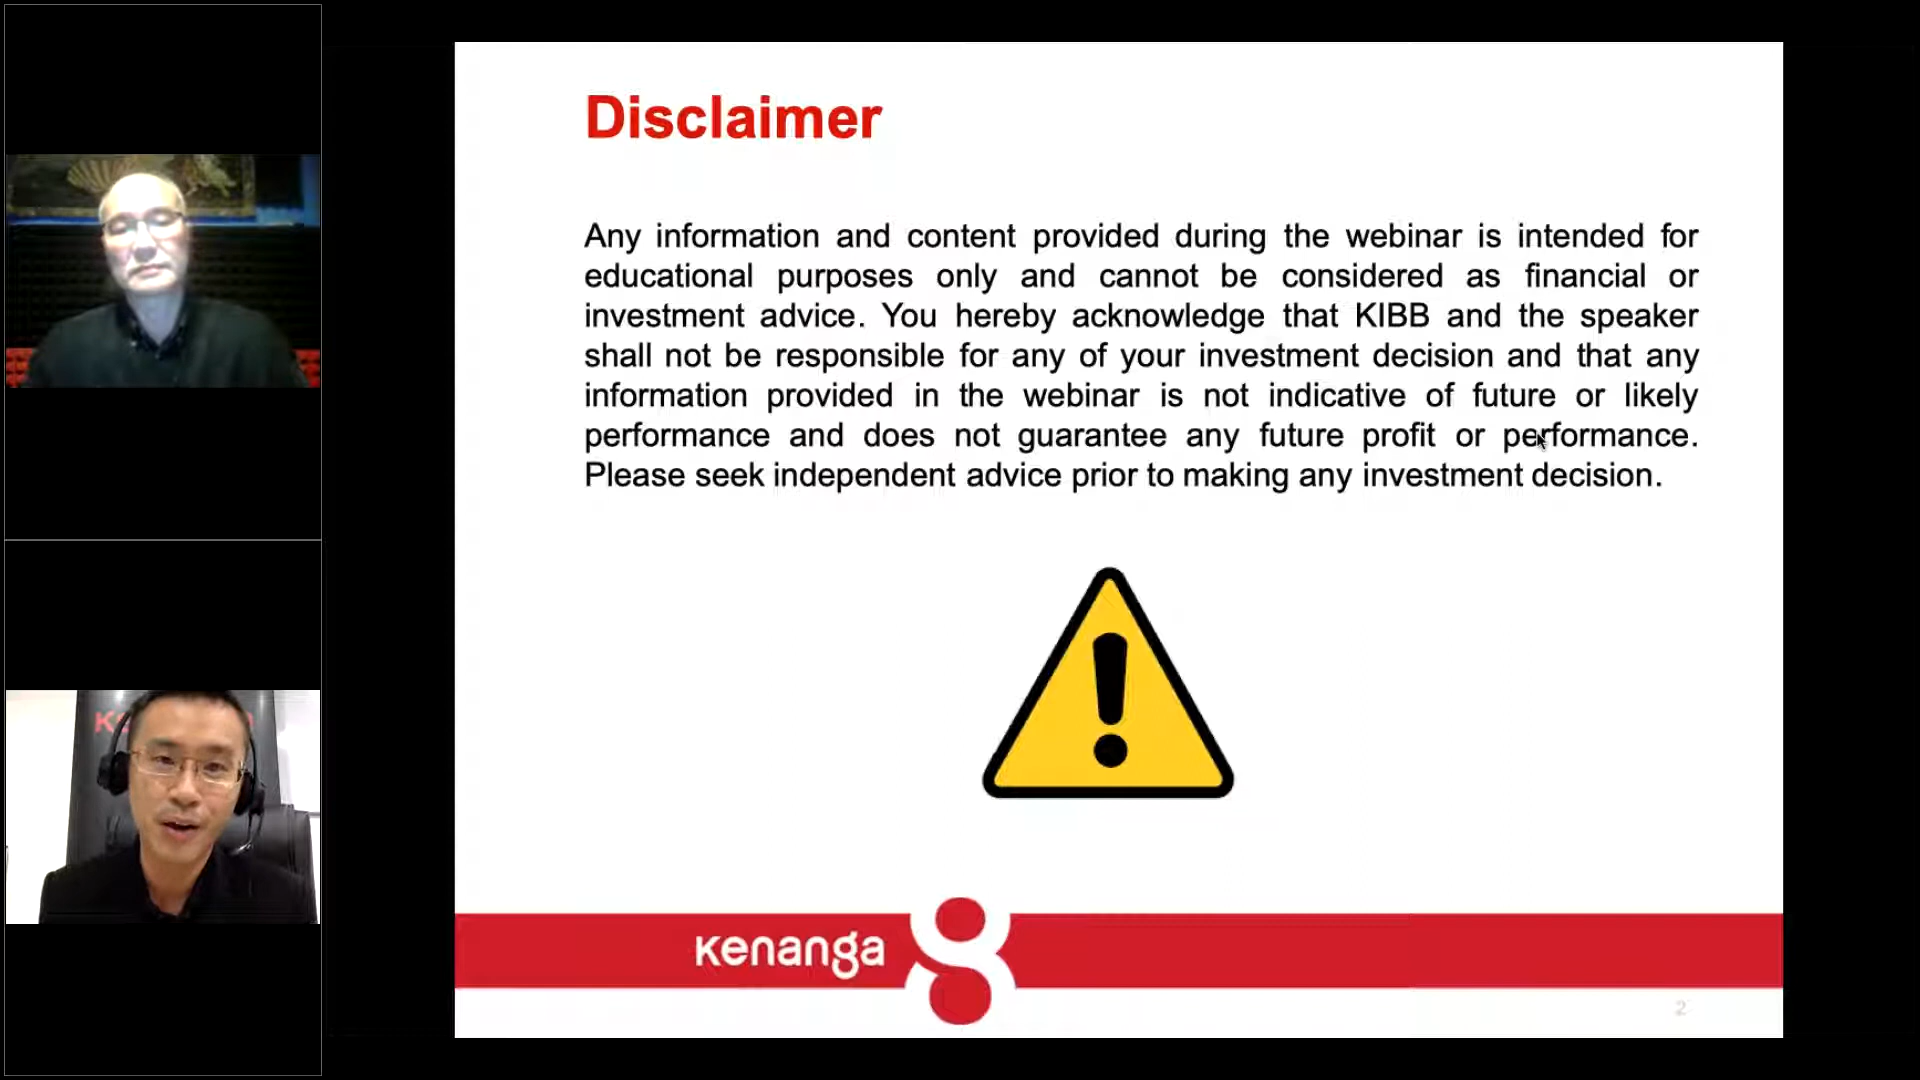 Disclaimer
Any information and content provided during the webinar is intended for
educational purposes only and cannot be considered as financial or
investment advice. You hereby acknowledge that KIBB and the speaker
shall not be responsible for any of your investment decision and that any
information provided in the webinar is not indicative of future or likely
performance and does not guarantee any future profit or performance.
Please seek independent advice prior to making any investment decision.
kenanga
2